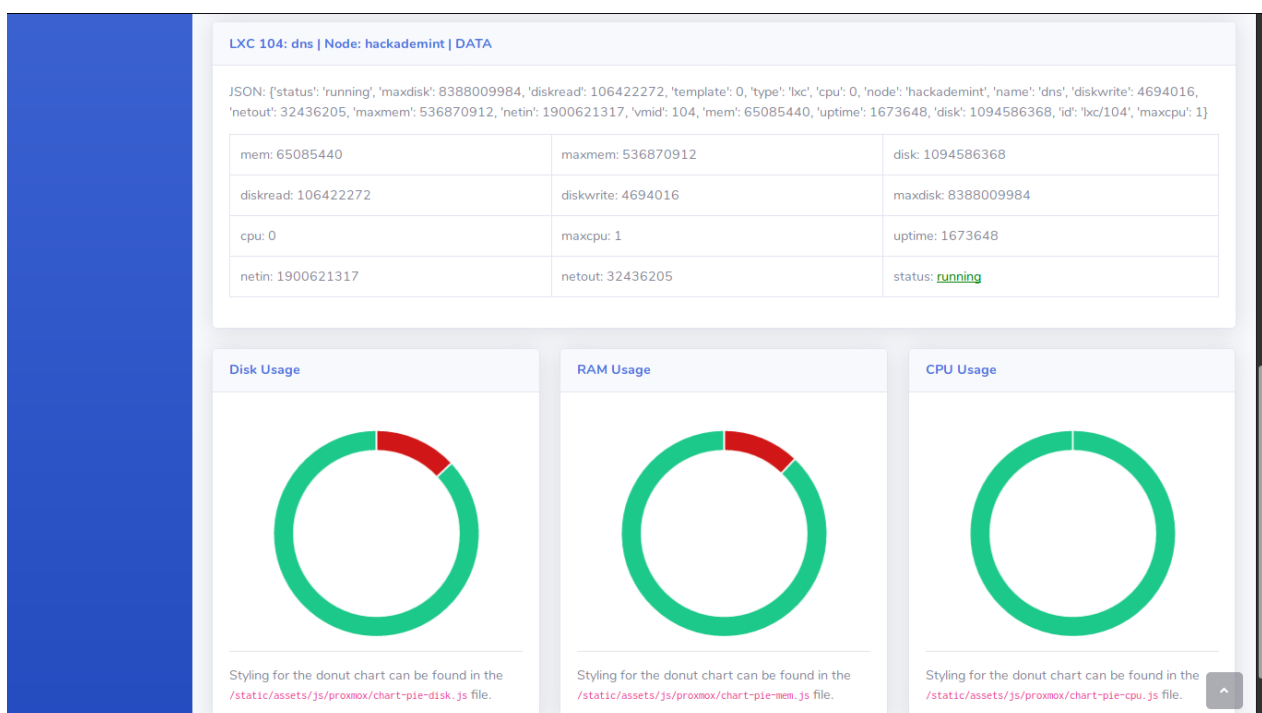 LXC 104: dns | Node: hackademint | DATA
JSON: {'status': 'running', 'maxdisk': 8388009984, 'diskread': 106422272, 'template': 0, 'type': 'lxc', 'cpu': 0, 'node': 'hackademint', 'name': 'dns', 'diskwrite': 4694016,
'netout': 32436205, 'maxmem': 536870912, 'netin': 1900621317, 'vmid': 104, 'mem': 65085440, 'uptime': 1673648, 'disk': 1094586368, 'id': 'lxc/104', 'maxcpu': 1}
mem: 65085440 maxmem: 536870912 disk: 1094586368
diskread: 106422272 diskwrite: 4694016 maxdisk: 8388009984
cpu: 0 maxcpu: 1 uptime: 1673648
netin: 1900621317 netout: 32436205 status: running
Disk Usage
Styling for the donut chart can be found in the
/static/assets/js/proxmox/chart-pie-disk.js file.
RAM Usage
Styling for the donut chart can be found in the
/static/assets/js/proxmox/chart-pie-mem.js file.
CPU Usage
Styling for the donut chart can be found in the
/static/assets/js/proxmox/chart-pie-cpu.js file.